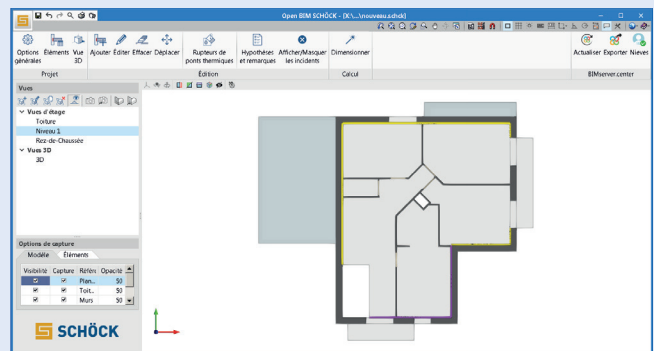 Open BIM SCHÖCK - [X:\...\nouveau.schck]
Options générales
Éléments
Vue 3D
Ajouter Éditer Effacer Déplacer
Rupteurs de ponts thermiques
Hypothèses et remarques
Afficher/Masquer les incidents
Dimensionner
Actualiser Exporter Nieves
Projet
Édition
Calcul
BIMserver.center
Vues
Vues d'étage
Toiture
Niveau 1
Rez-de-Chaussée
Vues 3D
3D
Options de capture
Modèle Éléments
Visibilité Capture Référs Opacité
Plan... 50
Toit... 50
Murs 50
SCHÖCK